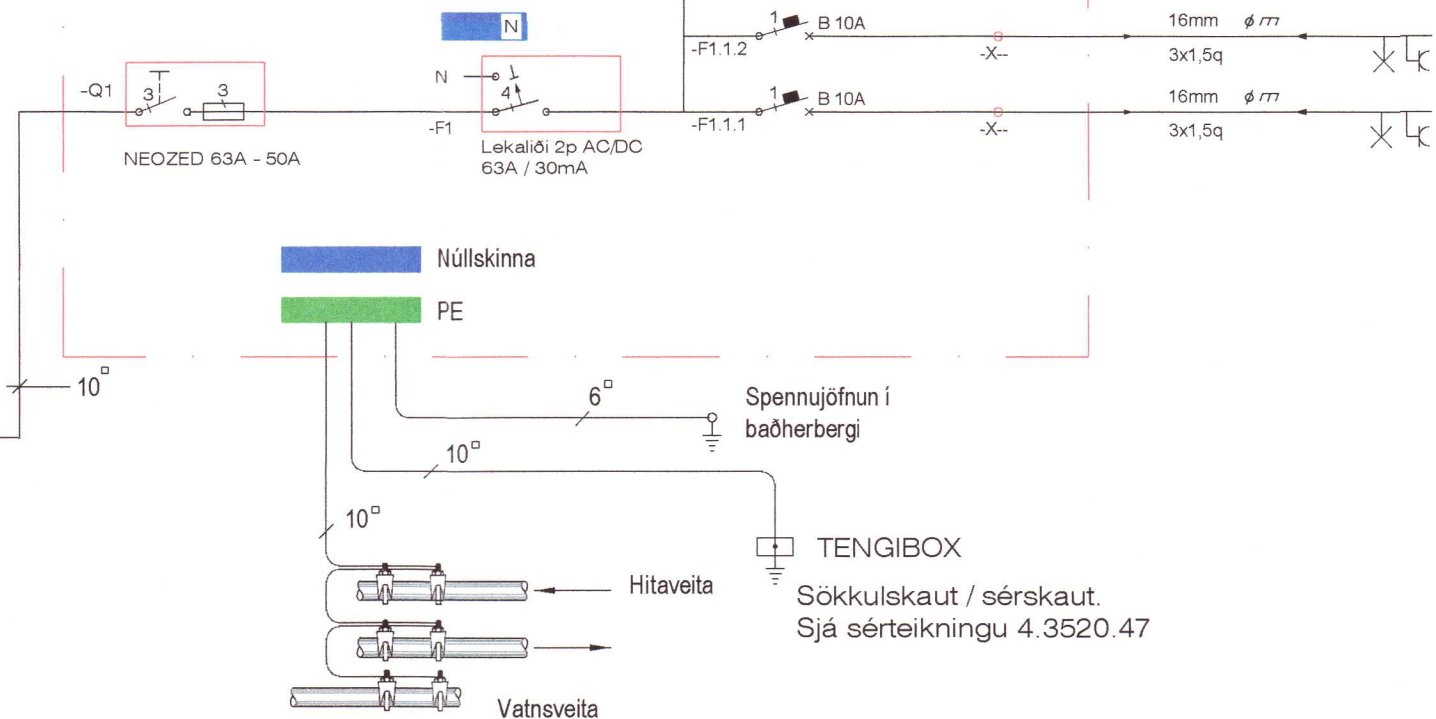 N
1
B 10A
-F1.1.2
-X--
16mm
3x1,5q
-Q1
3
3
NEOZED 63A - 50A
N
4
-F1
Lekaliði 2p AC/DC
63A / 30mA
1
B 10A
-F1.1.1
-X--
16mm
3x1,5q
Núllskinna
PE
10
6
Spennujöfnun í
baðherbergi
10
10
TENGIBOX
Hitaveita
Sökkulskaut / sérskaut.
Sjá sérteikningu 4.3520.47
Vatnsveita